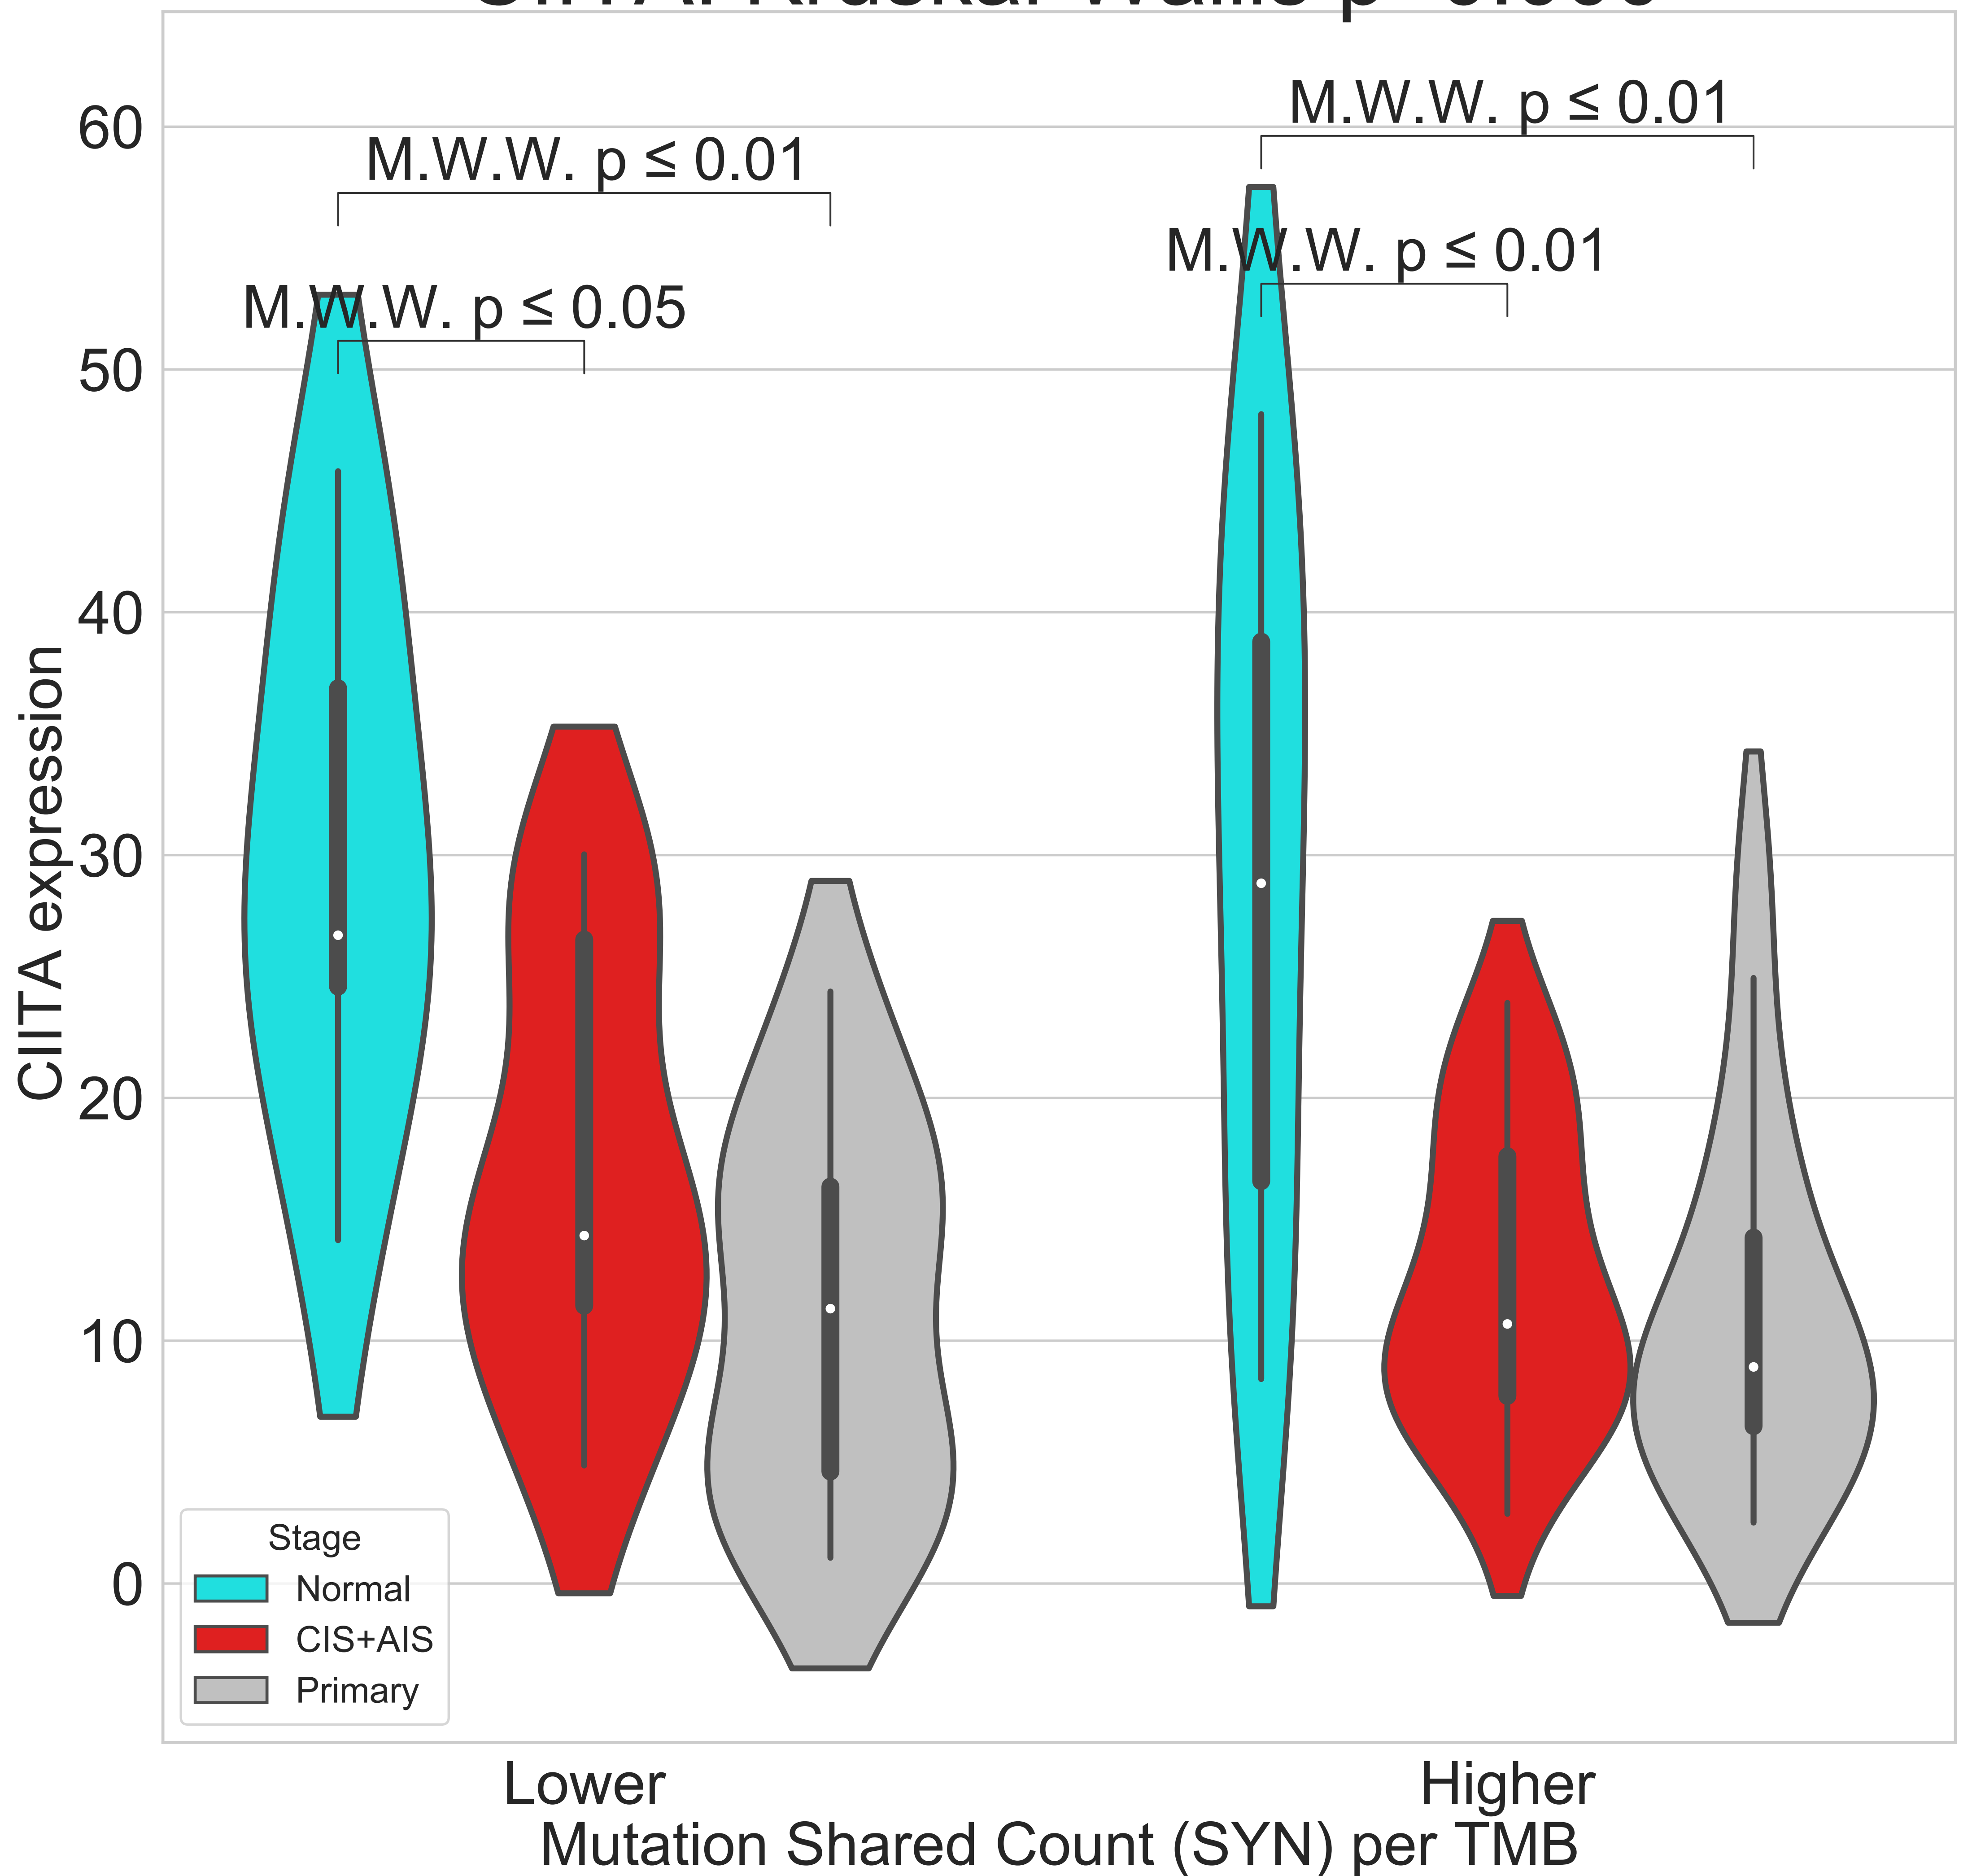 60
50
40
30
20
10
0
CIITA expression
M.W.W. p ≤ 0.01
M.W.W. p ≤ 0.05
M.W.W. p ≤ 0.01
M.W.W. p ≤ 0.01
Stage
Normal
CIS+AIS
Primary
Lower
Higher
Mutation Shared Count (SYN) per TMB